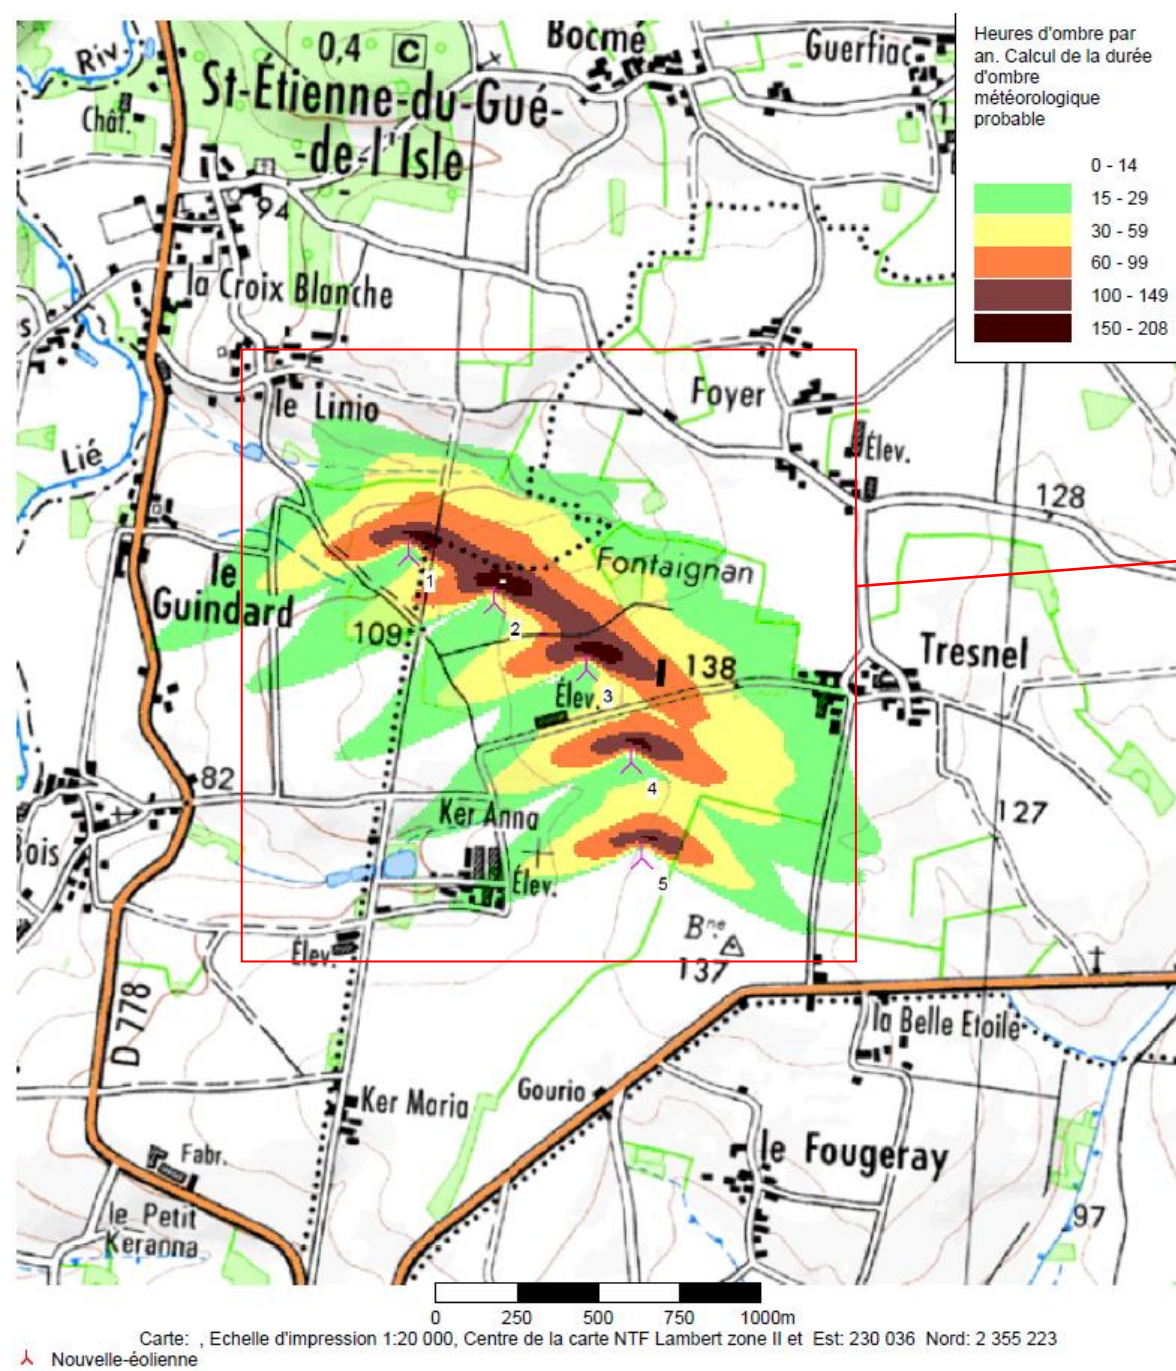 Heures d'ombre par
an. Calcul de la durée
d'ombre
météorologique
probable
0 - 14
15 - 29
30 - 59
60 - 99
100 - 149
150 - 208
Riv.
0,4
C
Bocmé
Guerfiac
St-Étienne-du-Gué-
-de-l'Isle
Chât.
94
la Croix Blanche
le Linio
Foyer
Élev.
Lié
128
Fontaignan
le
Guindard
1
2
109
3
138
Tresnel
Élev.
82
4
Ker Anna
127
Bois
Élev.
5
Bne
137
Élev.
D 778
la Belle Etoile
Gourio
Ker Maria
le Fougeray
Fabr.
le Petit
Keranna
97
0 250 500 750 1000m
Carte: , Echelle d'impression 1:20 000, Centre de la carte NTF Lambert zone II et Est: 230 036 Nord: 2 355 223
Nouvelle-éolienne